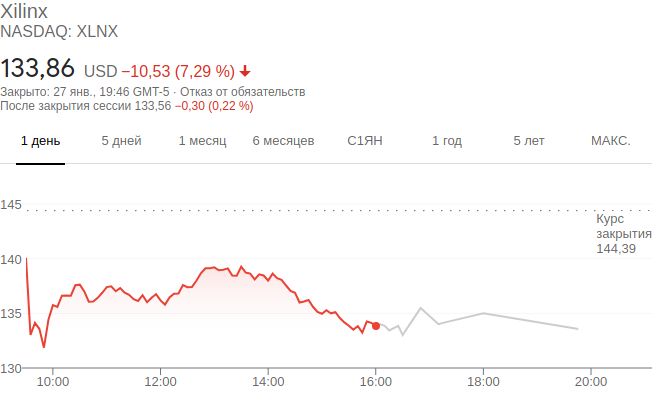 Xilinx
NASDAQ: XLNX
133,86 USD −10,53 (7,29 %)
Закрыто: 27 янв., 19:46 GMT-5 · Отказ от обязательств
После закрытия сессии 133,56 −0,30 (0,22 %)
1 день 5 дней 1 месяц 6 месяцев С1ЯН 1 год 5 лет МАКС.
145
Курс
закрытия
144,39
140
135
130
10:00 12:00 14:00 16:00 18:00 20:00